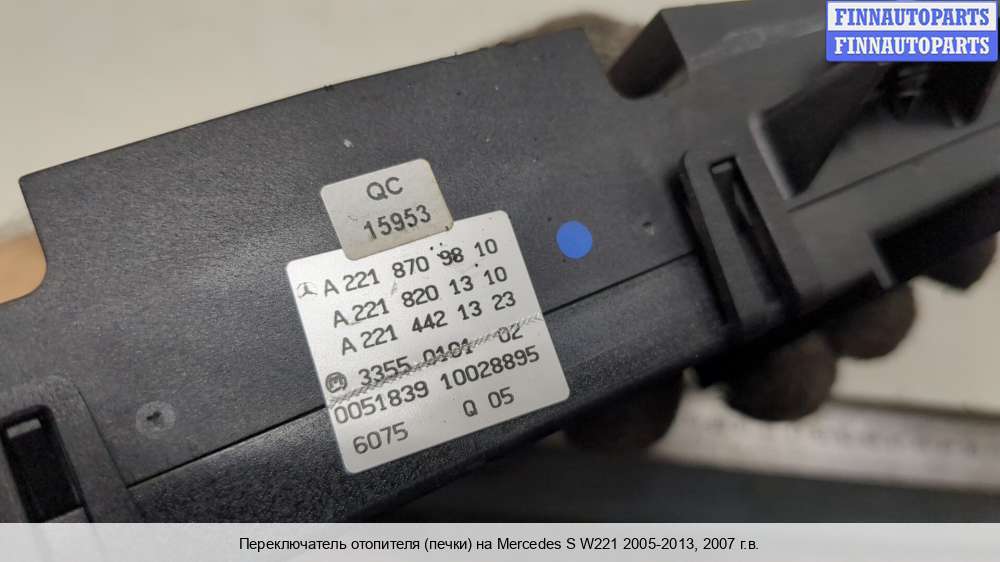 FINNAUTOPARTS
FINNAUTOPARTS
QC
15953
A 221 870 98 10
A 221 820 13 10
A 221 442 13 23
3355 0101 02
0051839 10028895
6075 Q 05
Переключатель отопителя (печки) на Mercedes S W221 2005-2013, 2007 г.в.